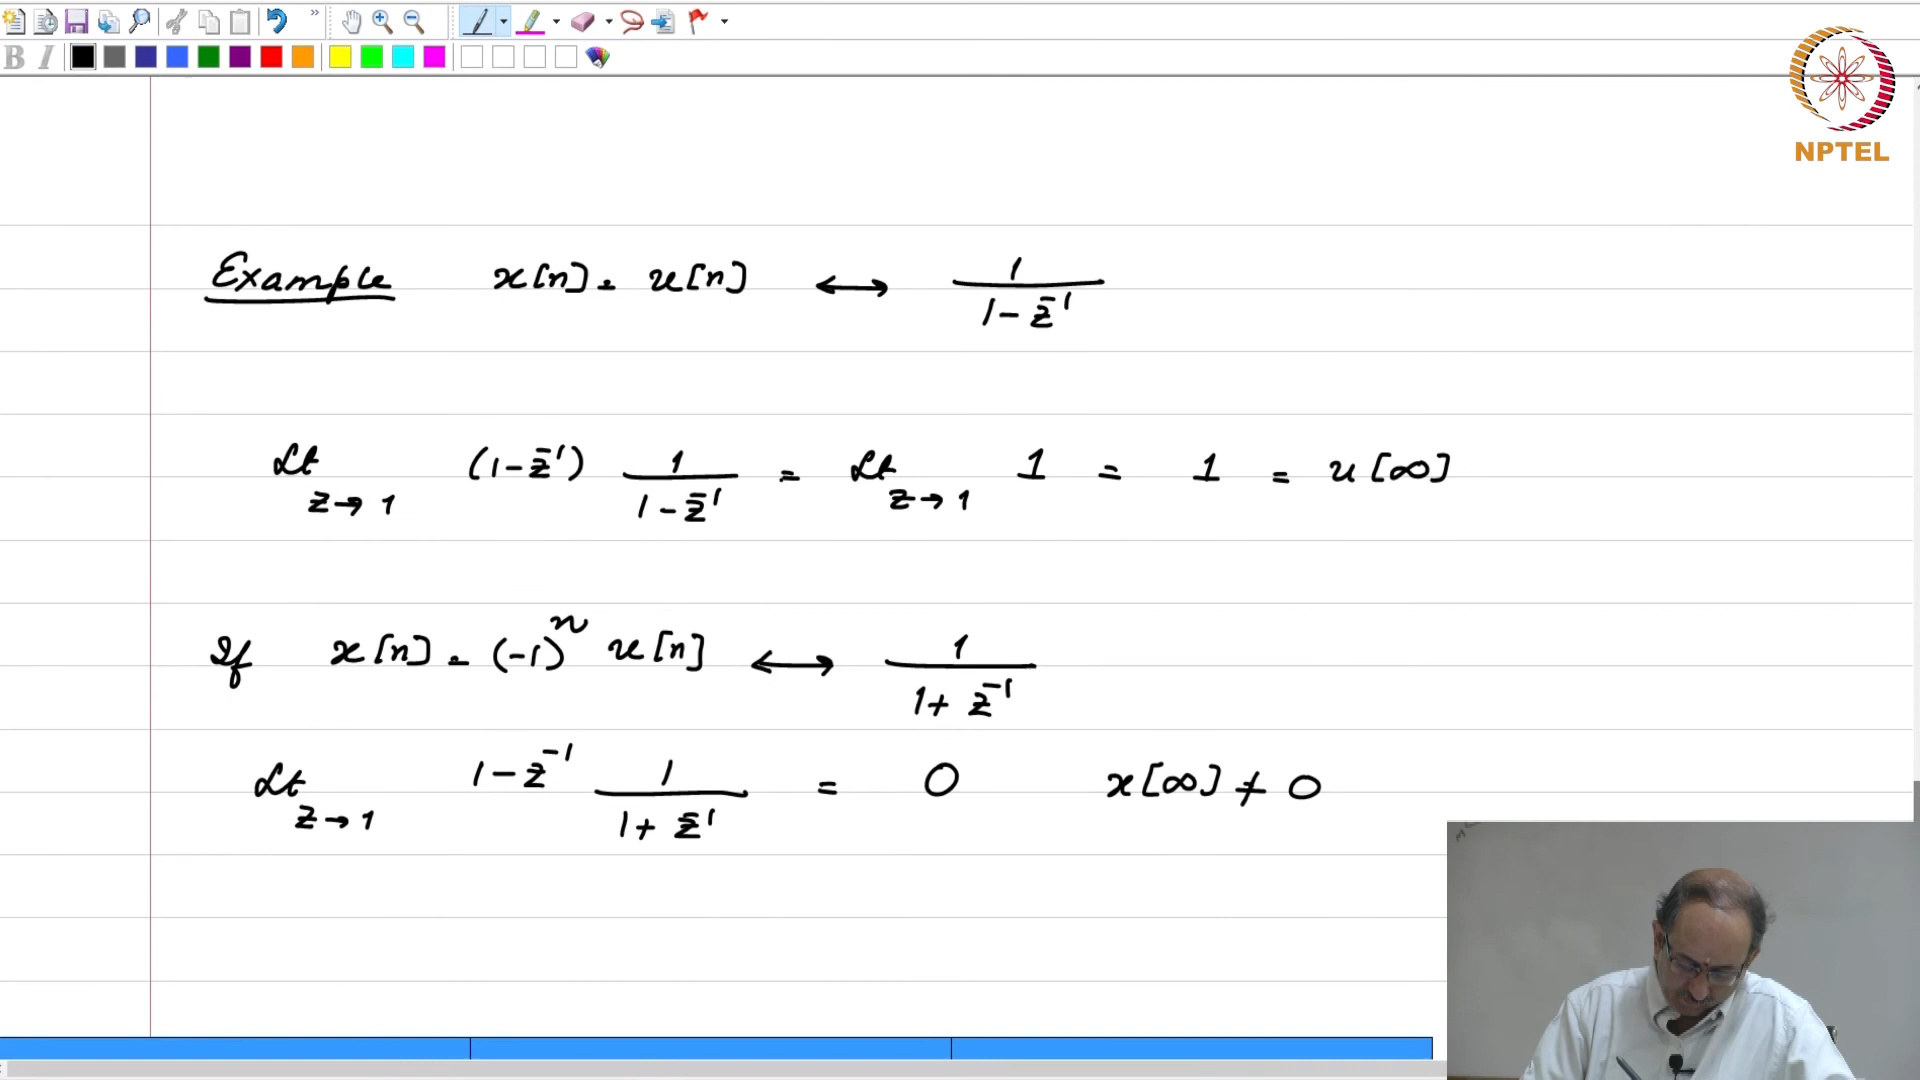 B I
NPTEL
Example x[n] = u[n] ↔ 1/(1 - z⁻¹)
Lt z→1 (1 - z⁻¹) 1/(1 - z⁻¹) = Lt z→1 1 = 1 = u[∞]
If x[n] = (-1)ⁿ u[n] ↔ 1/(1 + z⁻¹)
Lt z→1 1 - z⁻¹ 1/(1 + z⁻¹) = 0 x[∞] ≠ 0